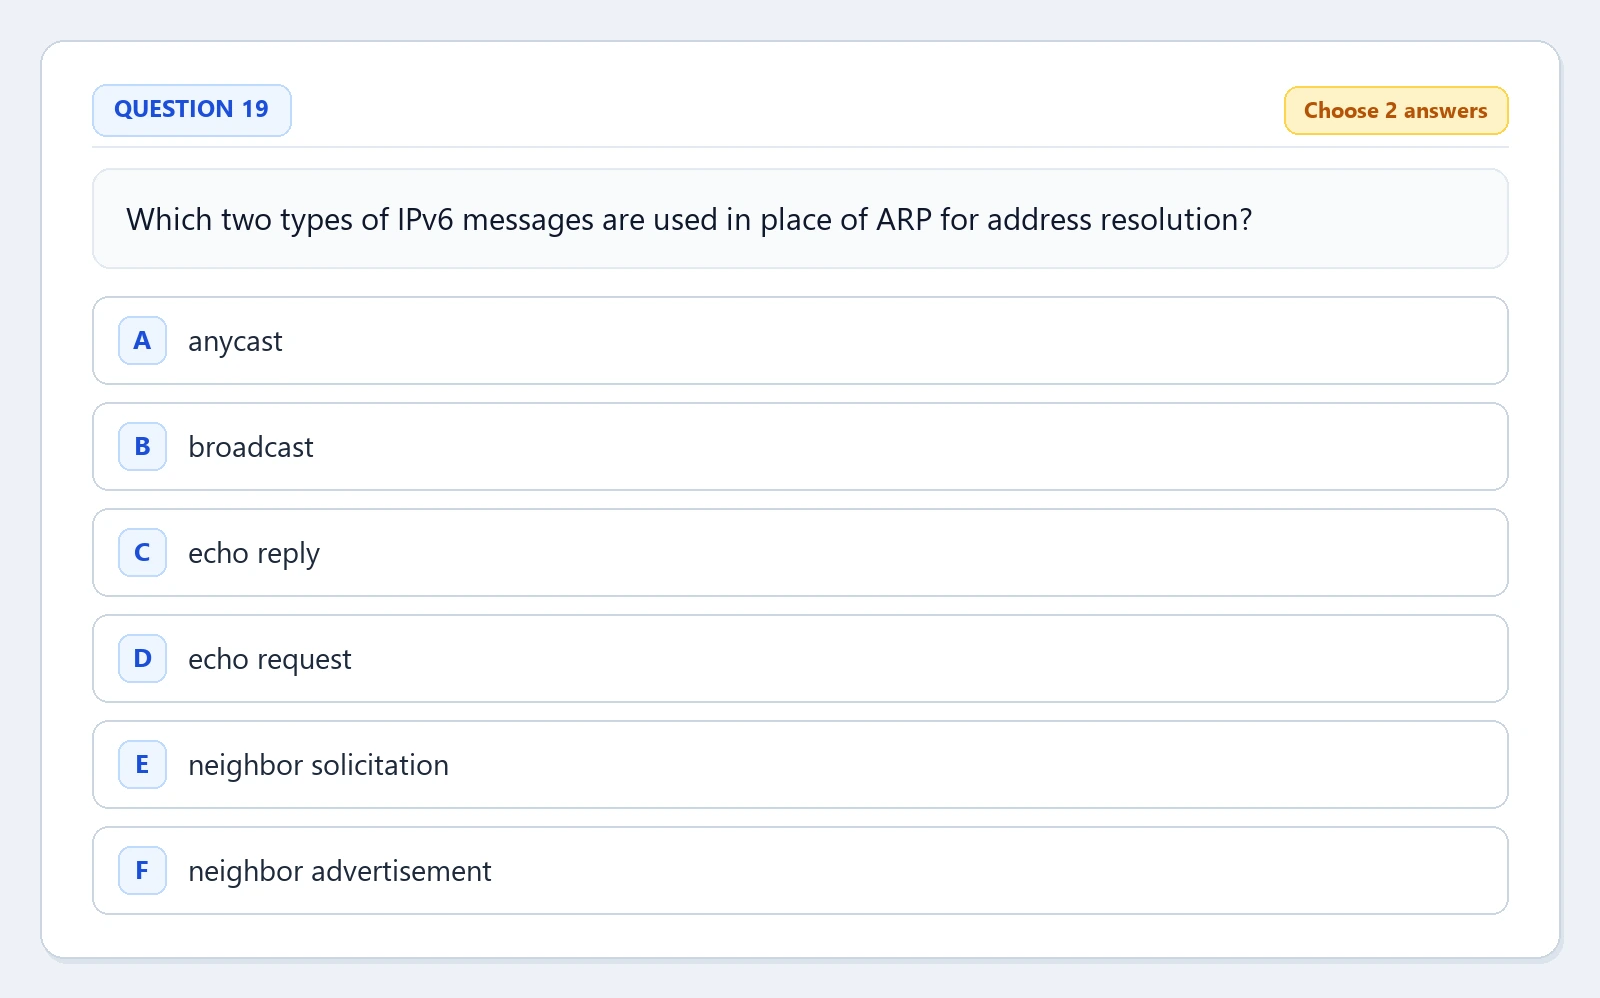 QUESTION 19
Choose 2 answers
Which two types of IPv6 messages are used in place of ARP for address resolution?
A anycast
B broadcast
C echo reply
D echo request
E neighbor solicitation
F neighbor advertisement